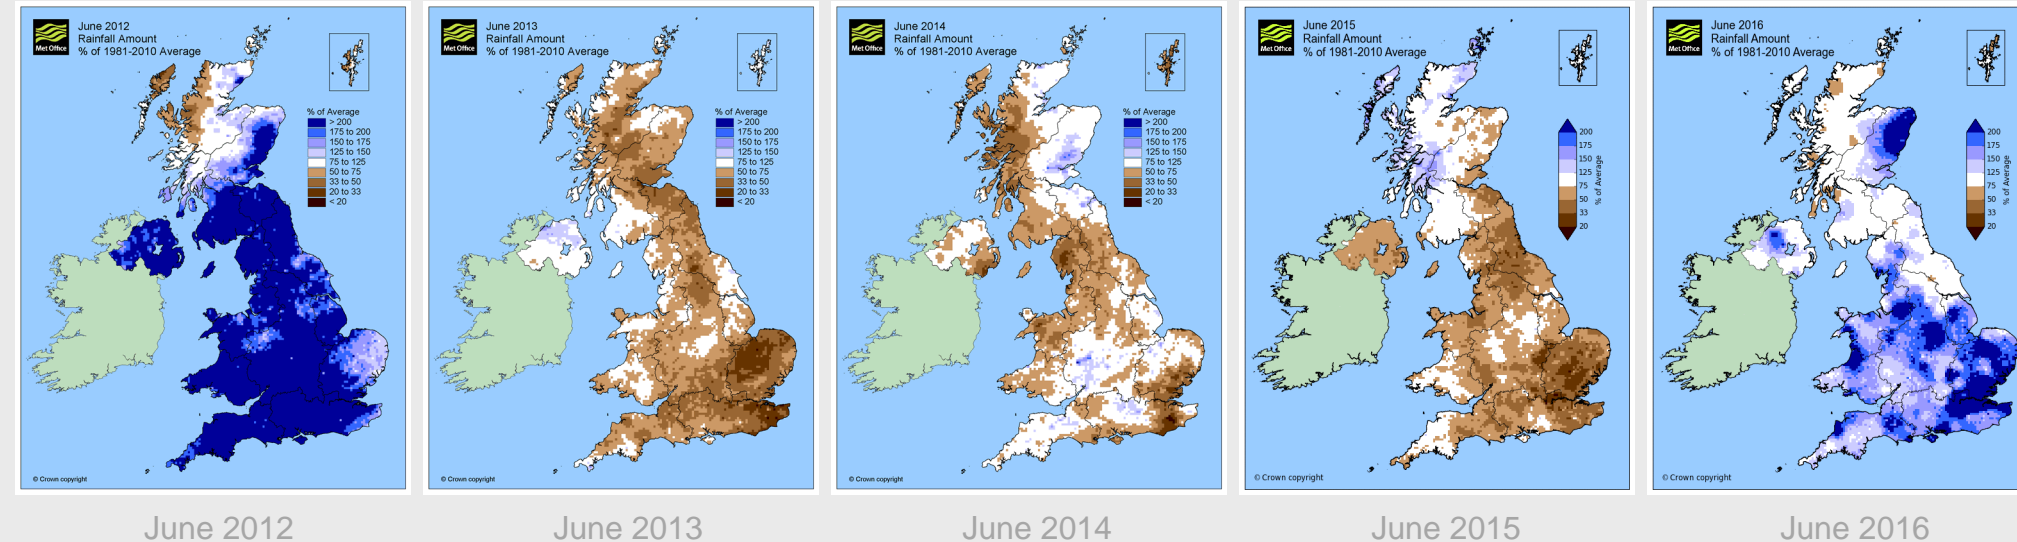 June 2012
Rainfall Amount
% of 1981-2010 Average
Met Office
% of Average
> 200
175 to 200
150 to 175
125 to 150
75 to 125
50 to 75
33 to 50
20 to 33
< 20
© Crown copyright
June 2012
June 2013
Rainfall Amount
% of 1981-2010 Average
Met Office
% of Average
> 200
175 to 200
150 to 175
125 to 150
75 to 125
50 to 75
33 to 50
20 to 33
< 20
© Crown copyright
June 2013
June 2014
Rainfall Amount
% of 1981-2010 Average
Met Office
% of Average
> 200
175 to 200
150 to 175
125 to 150
75 to 125
50 to 75
33 to 50
20 to 33
< 20
© Crown copyright
June 2014
June 2015
Rainfall Amount
% of 1981-2010 Average
Met Office
200
175
150
125
75
50
33
20
% of Average
© Crown copyright
June 2015
June 2016
Rainfall Amount
% of 1981-2010 Average
Met Office
200
175
150
125
75
50
33
20
% of Average
© Crown copyright
June 2016